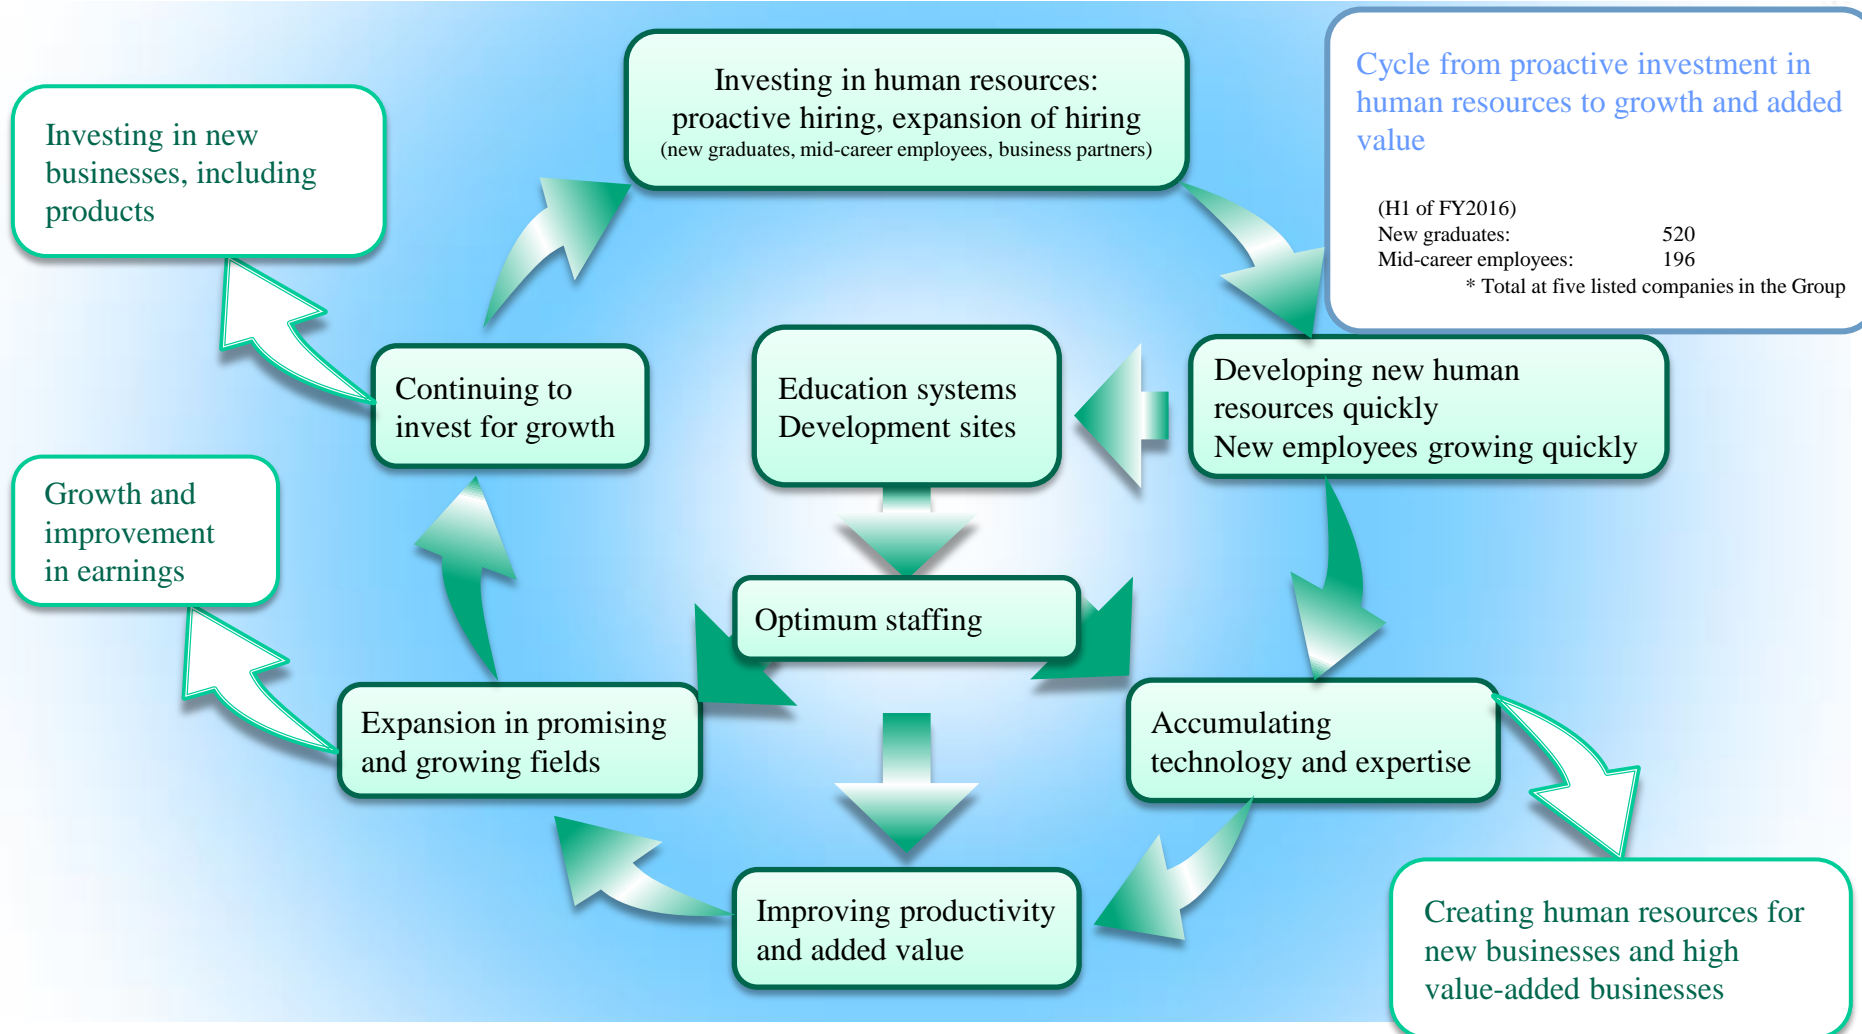 Investing in human resources:
proactive hiring, expansion of hiring
(new graduates, mid-career employees, business partners)
Cycle from proactive investment in
human resources to growth and added
value
(H1 of FY2016)
New graduates: 520
Mid-career employees: 196
* Total at five listed companies in the Group
Investing in new
businesses, including
products
Continuing to
invest for growth
Education systems
Development sites
Developing new human
resources quickly
New employees growing quickly
Growth and
improvement
in earnings
Optimum staffing
Expansion in promising
and growing fields
Accumulating
technology and expertise
Improving productivity
and added value
Creating human resources for
new businesses and high
value-added businesses